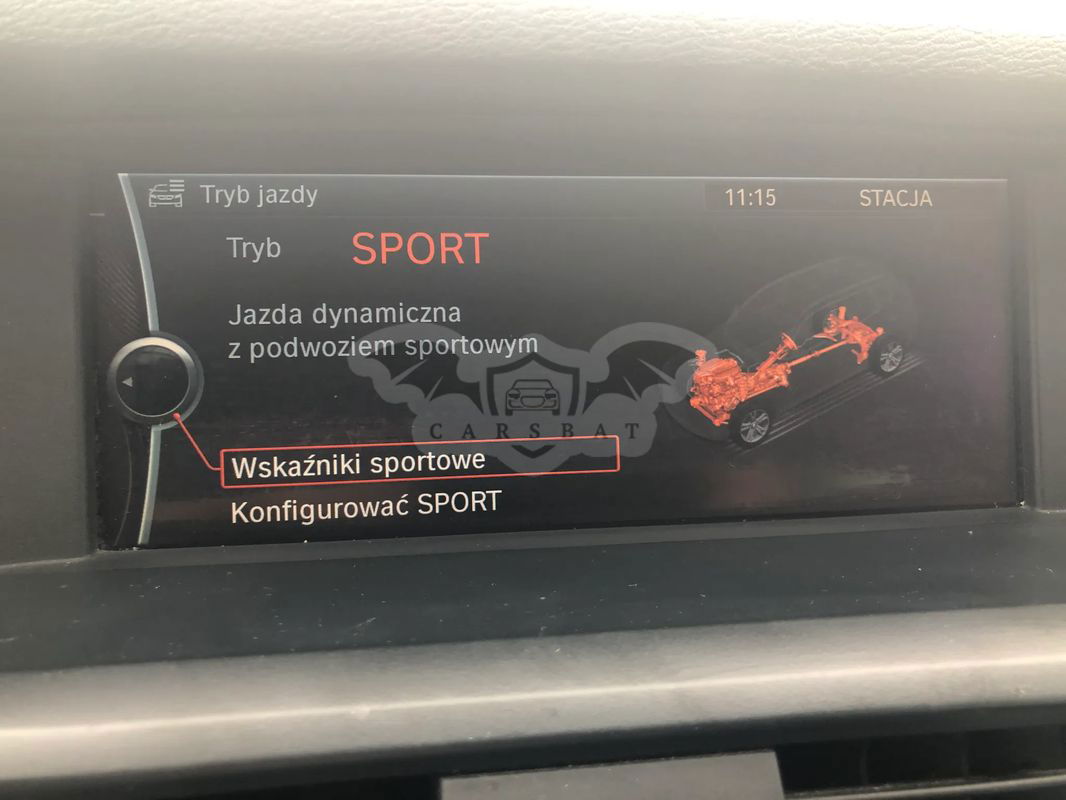 Tryb jazdy 11:15 STACJA
Tryb SPORT
Jazda dynamiczna
z podwoziem sportowym
CARSBAT
Wskaźniki sportowe
Konfigurować SPORT